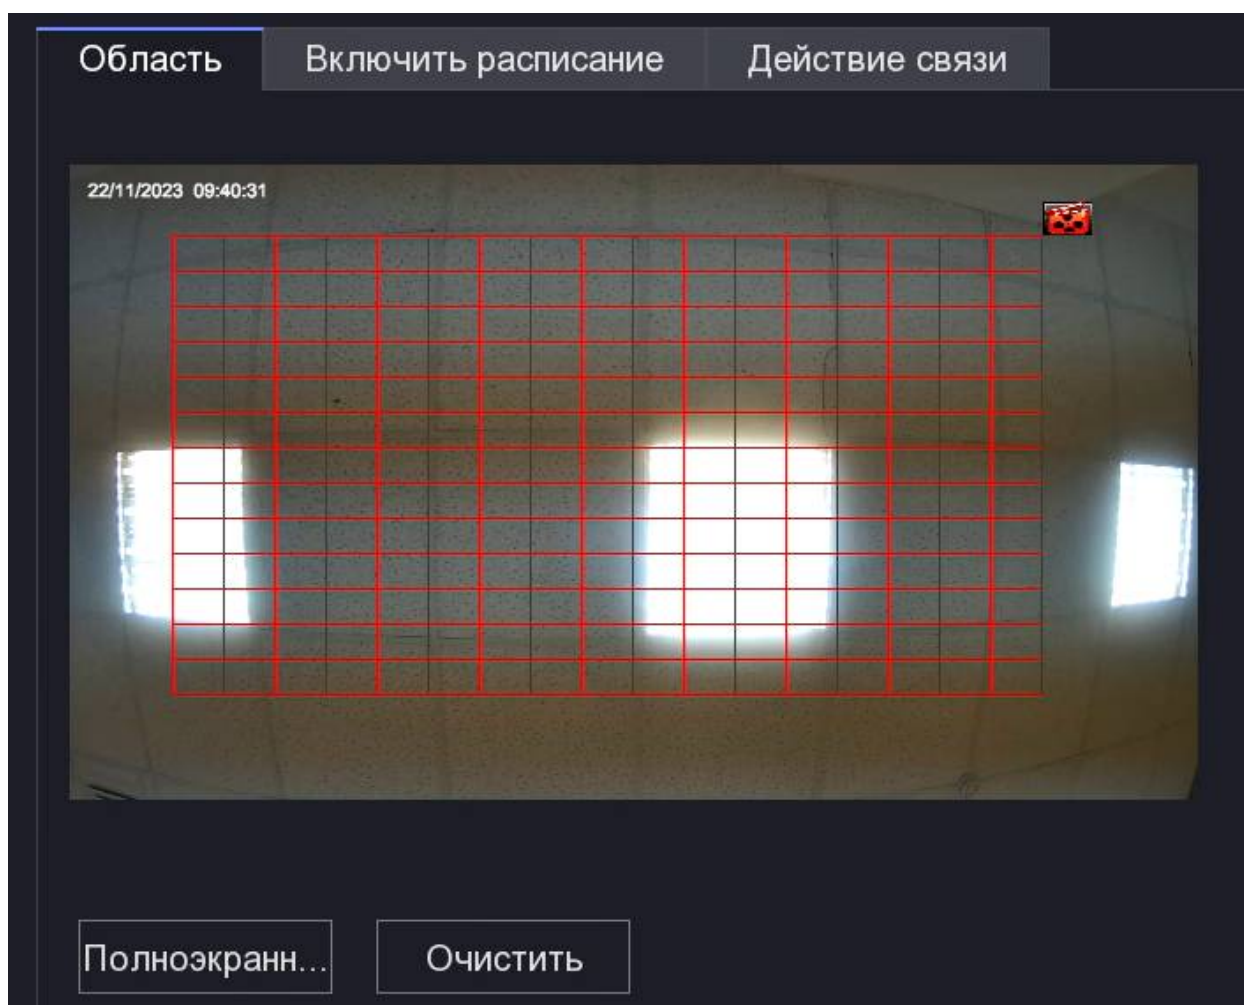 Область
Включить расписание
Действие связи
22/11/2023 09:40:31
Полноэкранн...
Очистить